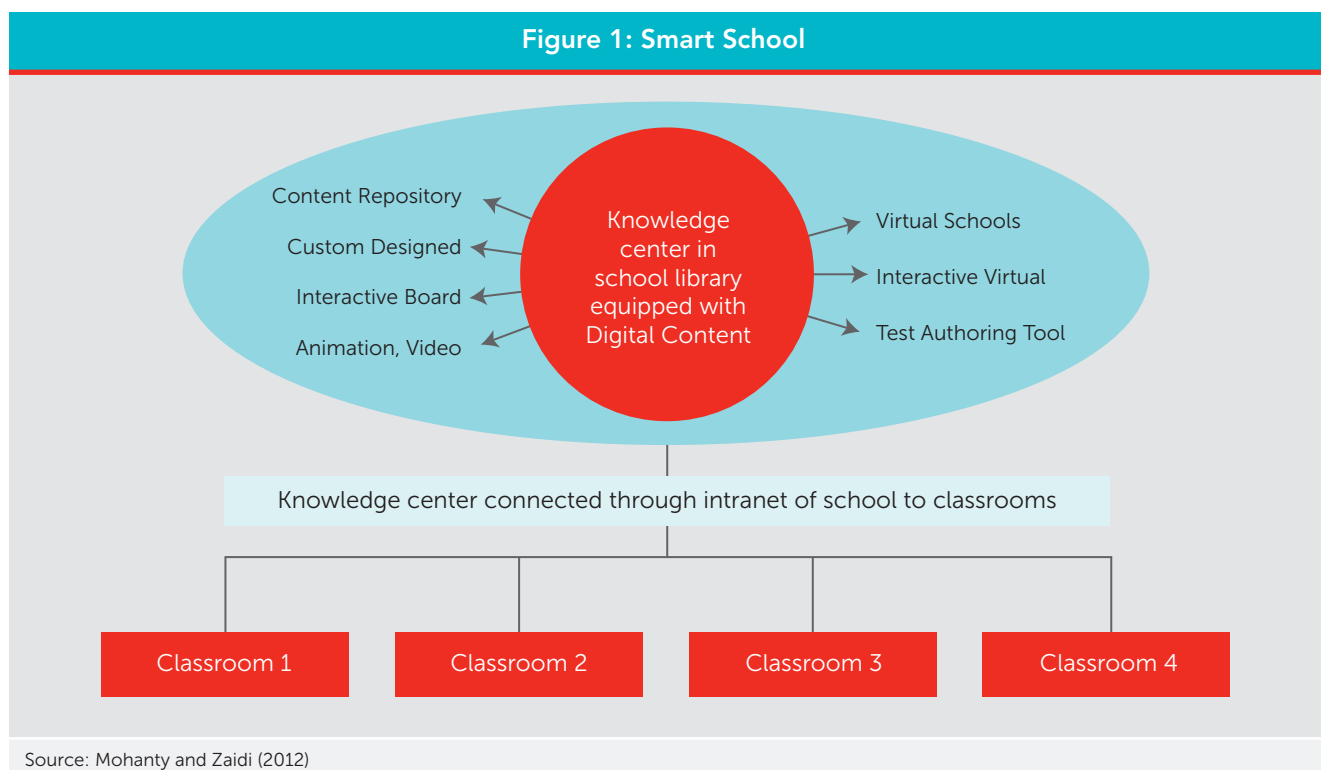 Figure 1: Smart School
Content Repository
Custom Designed
Interactive Board
Animation, Video
Knowledge
center in
school library
equipped with
Digital Content
Virtual Schools
Interactive Virtual
Test Authoring Tool
Knowledge center connected through intranet of school to classrooms
Classroom 1
Classroom 2
Classroom 3
Classroom 4
Source: Mohanty and Zaidi (2012)